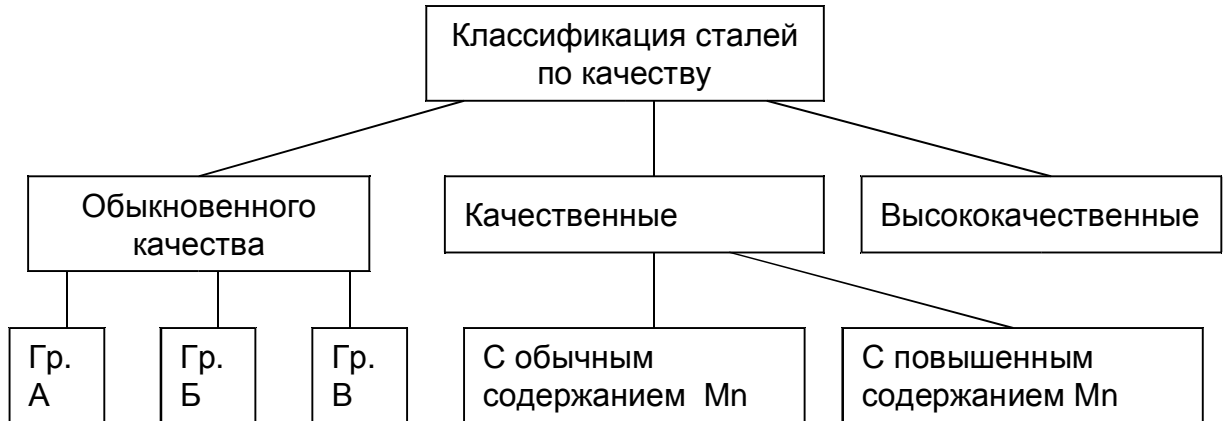 Классификация сталей
по качеству
Обыкновенного
качества
Качественные
Высококачественные
Гр.
А
Гр.
Б
Гр.
В
С обычным
содержанием Mn
С повышенным
содержанием Mn